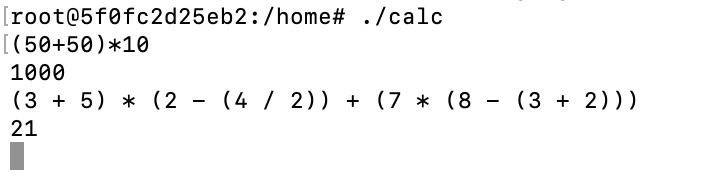 [root@5f0fc2d25eb2:/home# ./calc
[(50+50)*10
1000
(3 + 5) * (2 - (4 / 2)) + (7 * (8 - (3 + 2)))
21